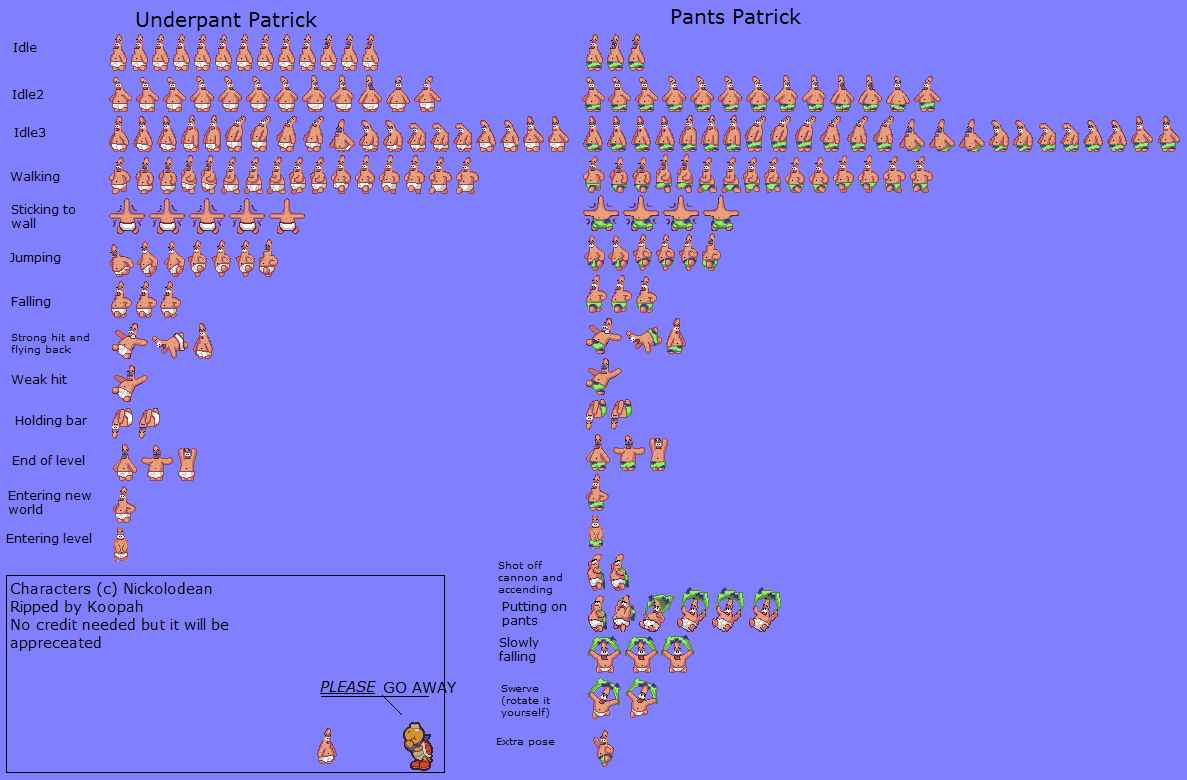 Underpant Patrick
Pants Patrick
Idle
Idle2
Idle3
Walking
Sticking to
wall
Jumping
Falling
Strong hit and
flying back
Weak hit
Holding bar
End of level
Entering new
world
Entering level
Shot off
cannon and
accending
Putting on
pants
Slowly
falling
Swerve
(rotate it
yourself)
Extra pose
Characters (c) Nickolodean
Ripped by Koopah
No credit needed but it will be
appreceated
PLEASE GO AWAY